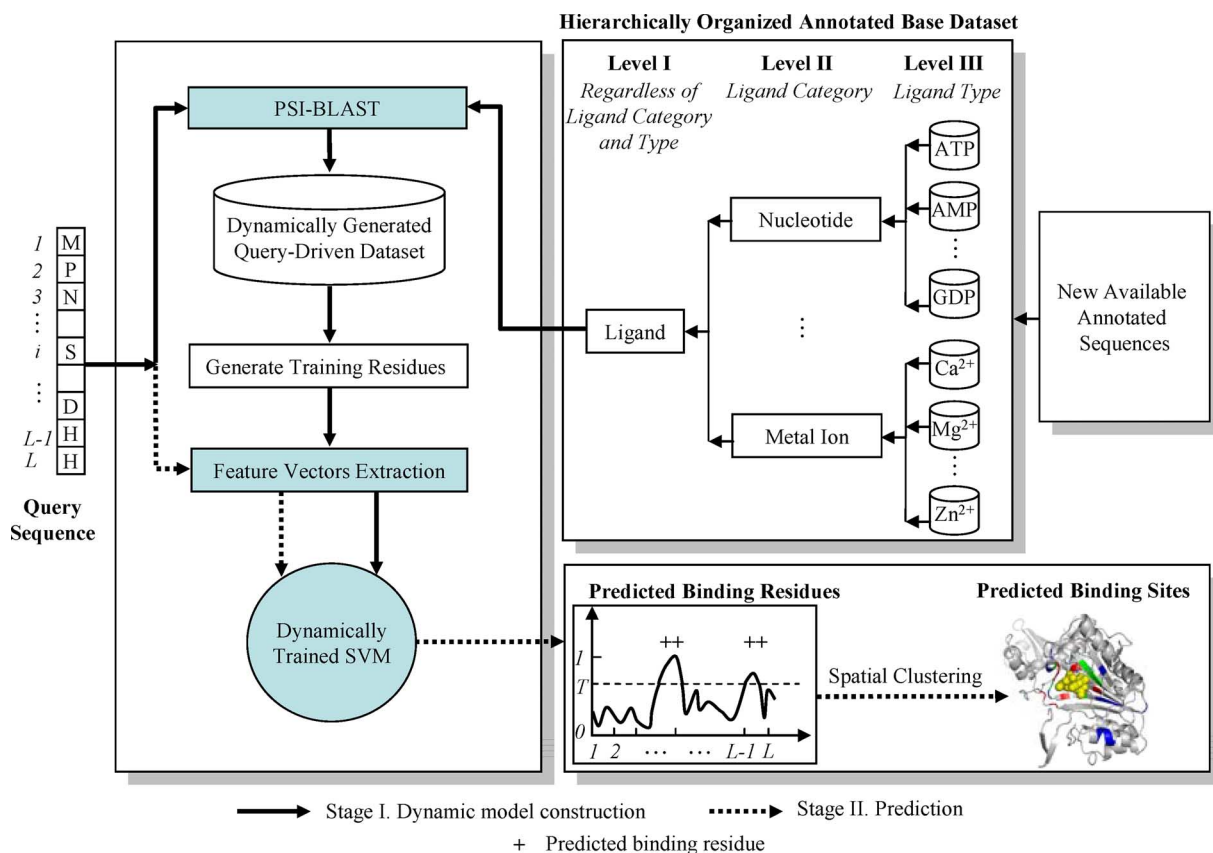 Hierarchically Organized Annotated Base Dataset
Level I
Regardless of
Ligand Category
and Type
Level II
Ligand Category
Level III
Ligand Type
PSI-BLAST
Dynamically Generated
Query-Driven Dataset
Generate Training Residues
Feature Vectors Extraction
Dynamically
Trained SVM
1 M
2 P
3 N
⋮
i S
⋮
D
L-1 H
L H
Query
Sequence
Ligand
Nucleotide
⋮
Metal Ion
ATP
AMP
⋮
GDP
Ca2+
Mg2+
⋮
Zn2+
New Available
Annotated
Sequences
Predicted Binding Residues
++ ++
1
T
0
1 2 ... ... L-1 L
Spatial Clustering
Predicted Binding Sites
Stage I. Dynamic model construction
Stage II. Prediction
+ Predicted binding residue